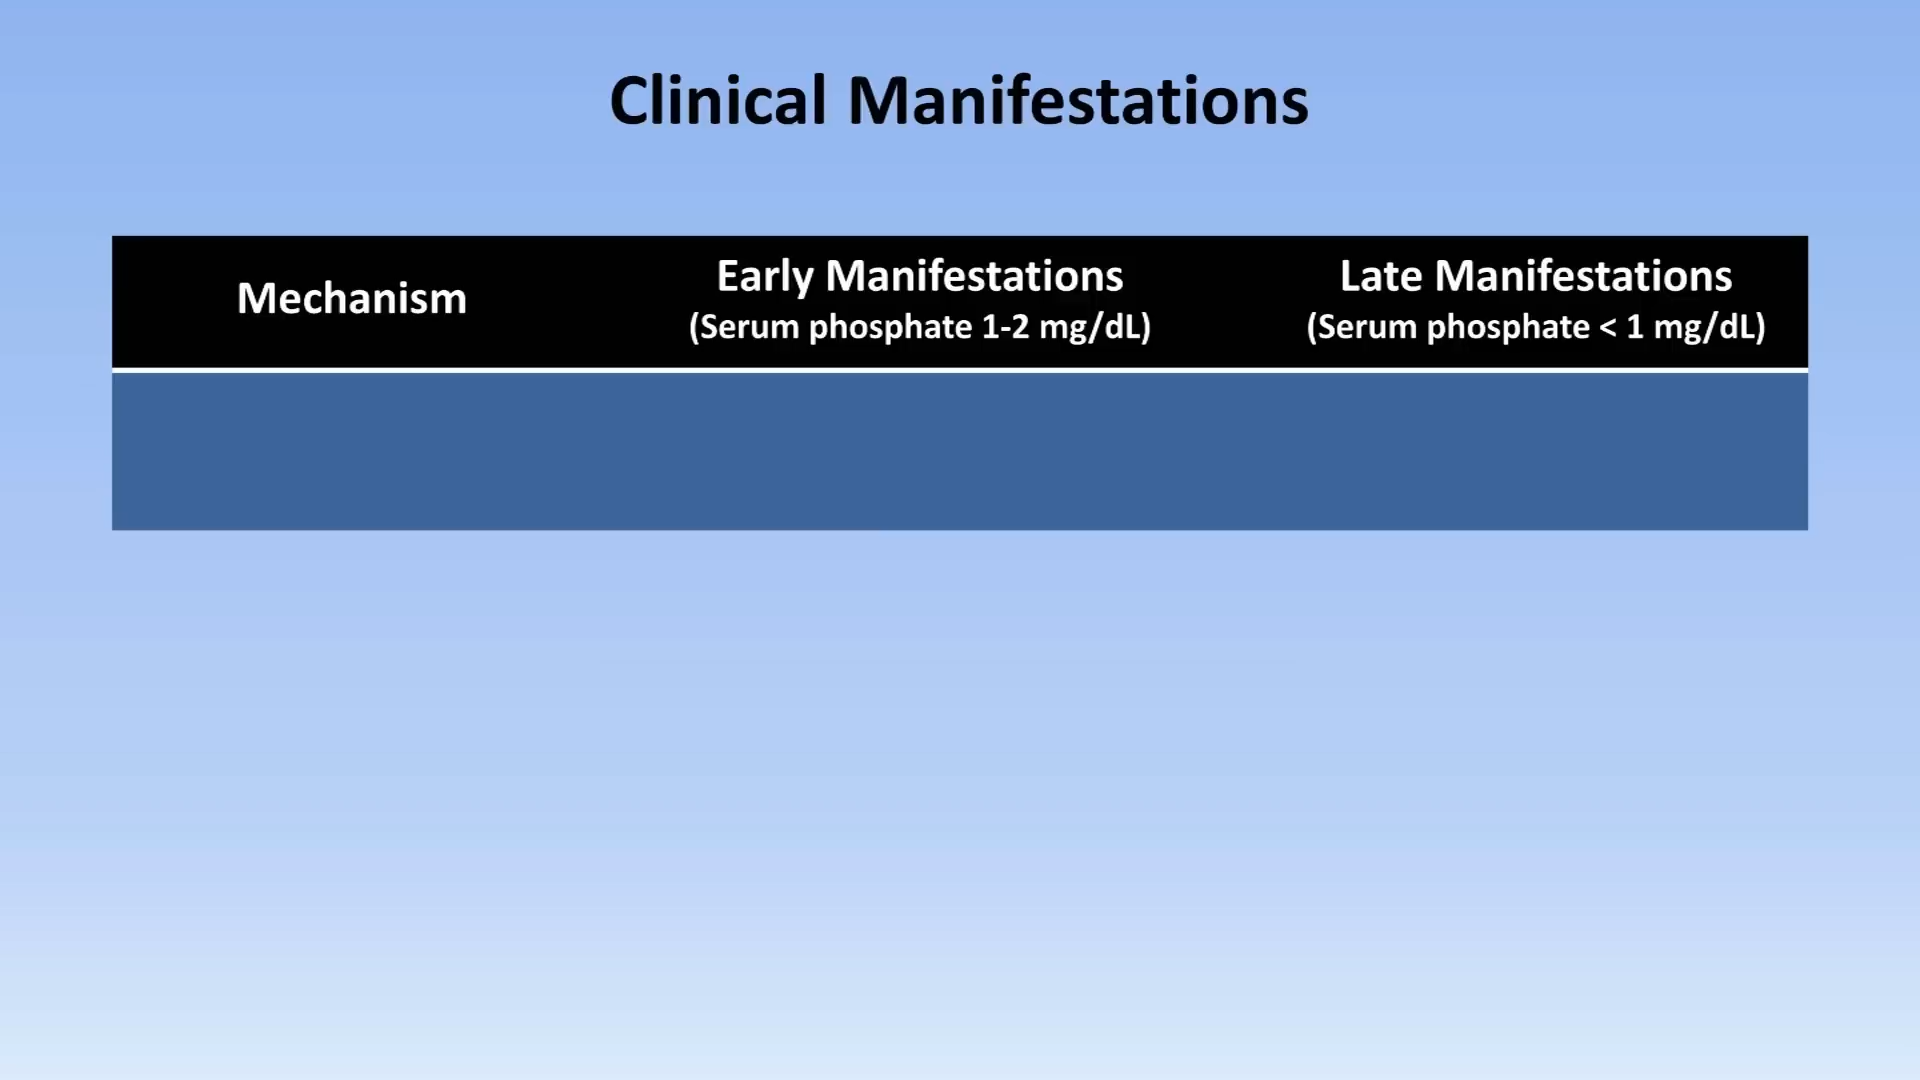 Clinical Manifestations
Mechanism
Early Manifestations
(Serum phosphate 1-2 mg/dL)
Late Manifestations
(Serum phosphate < 1 mg/dL)